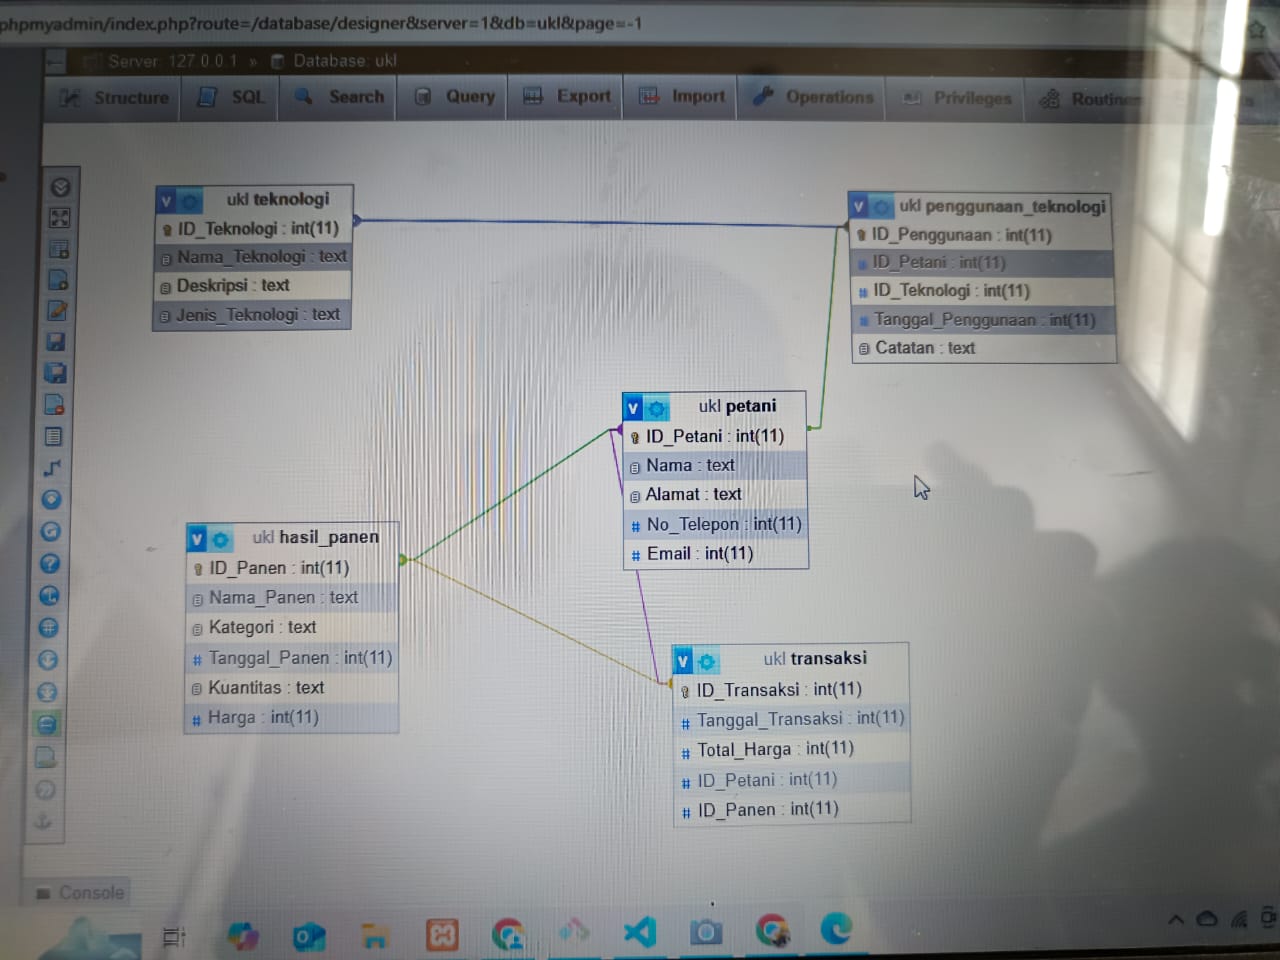 phpmyadmin/index.php?route=/database/designer&server=1&db=ukl&page=-1
Server: 127.0.0.1 » Database: ukl
Structure SQL Search Query Export Import Operations Privileges
ukl teknologi
ID_Teknologi : int(11)
Nama_Teknologi : text
Deskripsi : text
Jenis_Teknologi : text
ukl penggunaan_teknologi
ID_Penggunaan : int(11)
ID_Petani : int(11)
ID_Teknologi : int(11)
Tanggal_Penggunaan : int(11)
Catatan : text
ukl petani
ID_Petani : int(11)
Nama : text
Alamat : text
No_Telepon : int(11)
Email : int(11)
ukl hasil_panen
ID_Panen : int(11)
Nama_Panen : text
Kategori : text
Tanggal_Panen : int(11)
Kuantitas : text
Harga : int(11)
ukl transaksi
ID_Transaksi : int(11)
Tanggal_Transaksi : int(11)
Total_Harga : int(11)
ID_Petani : int(11)
ID_Panen : int(11)
Console